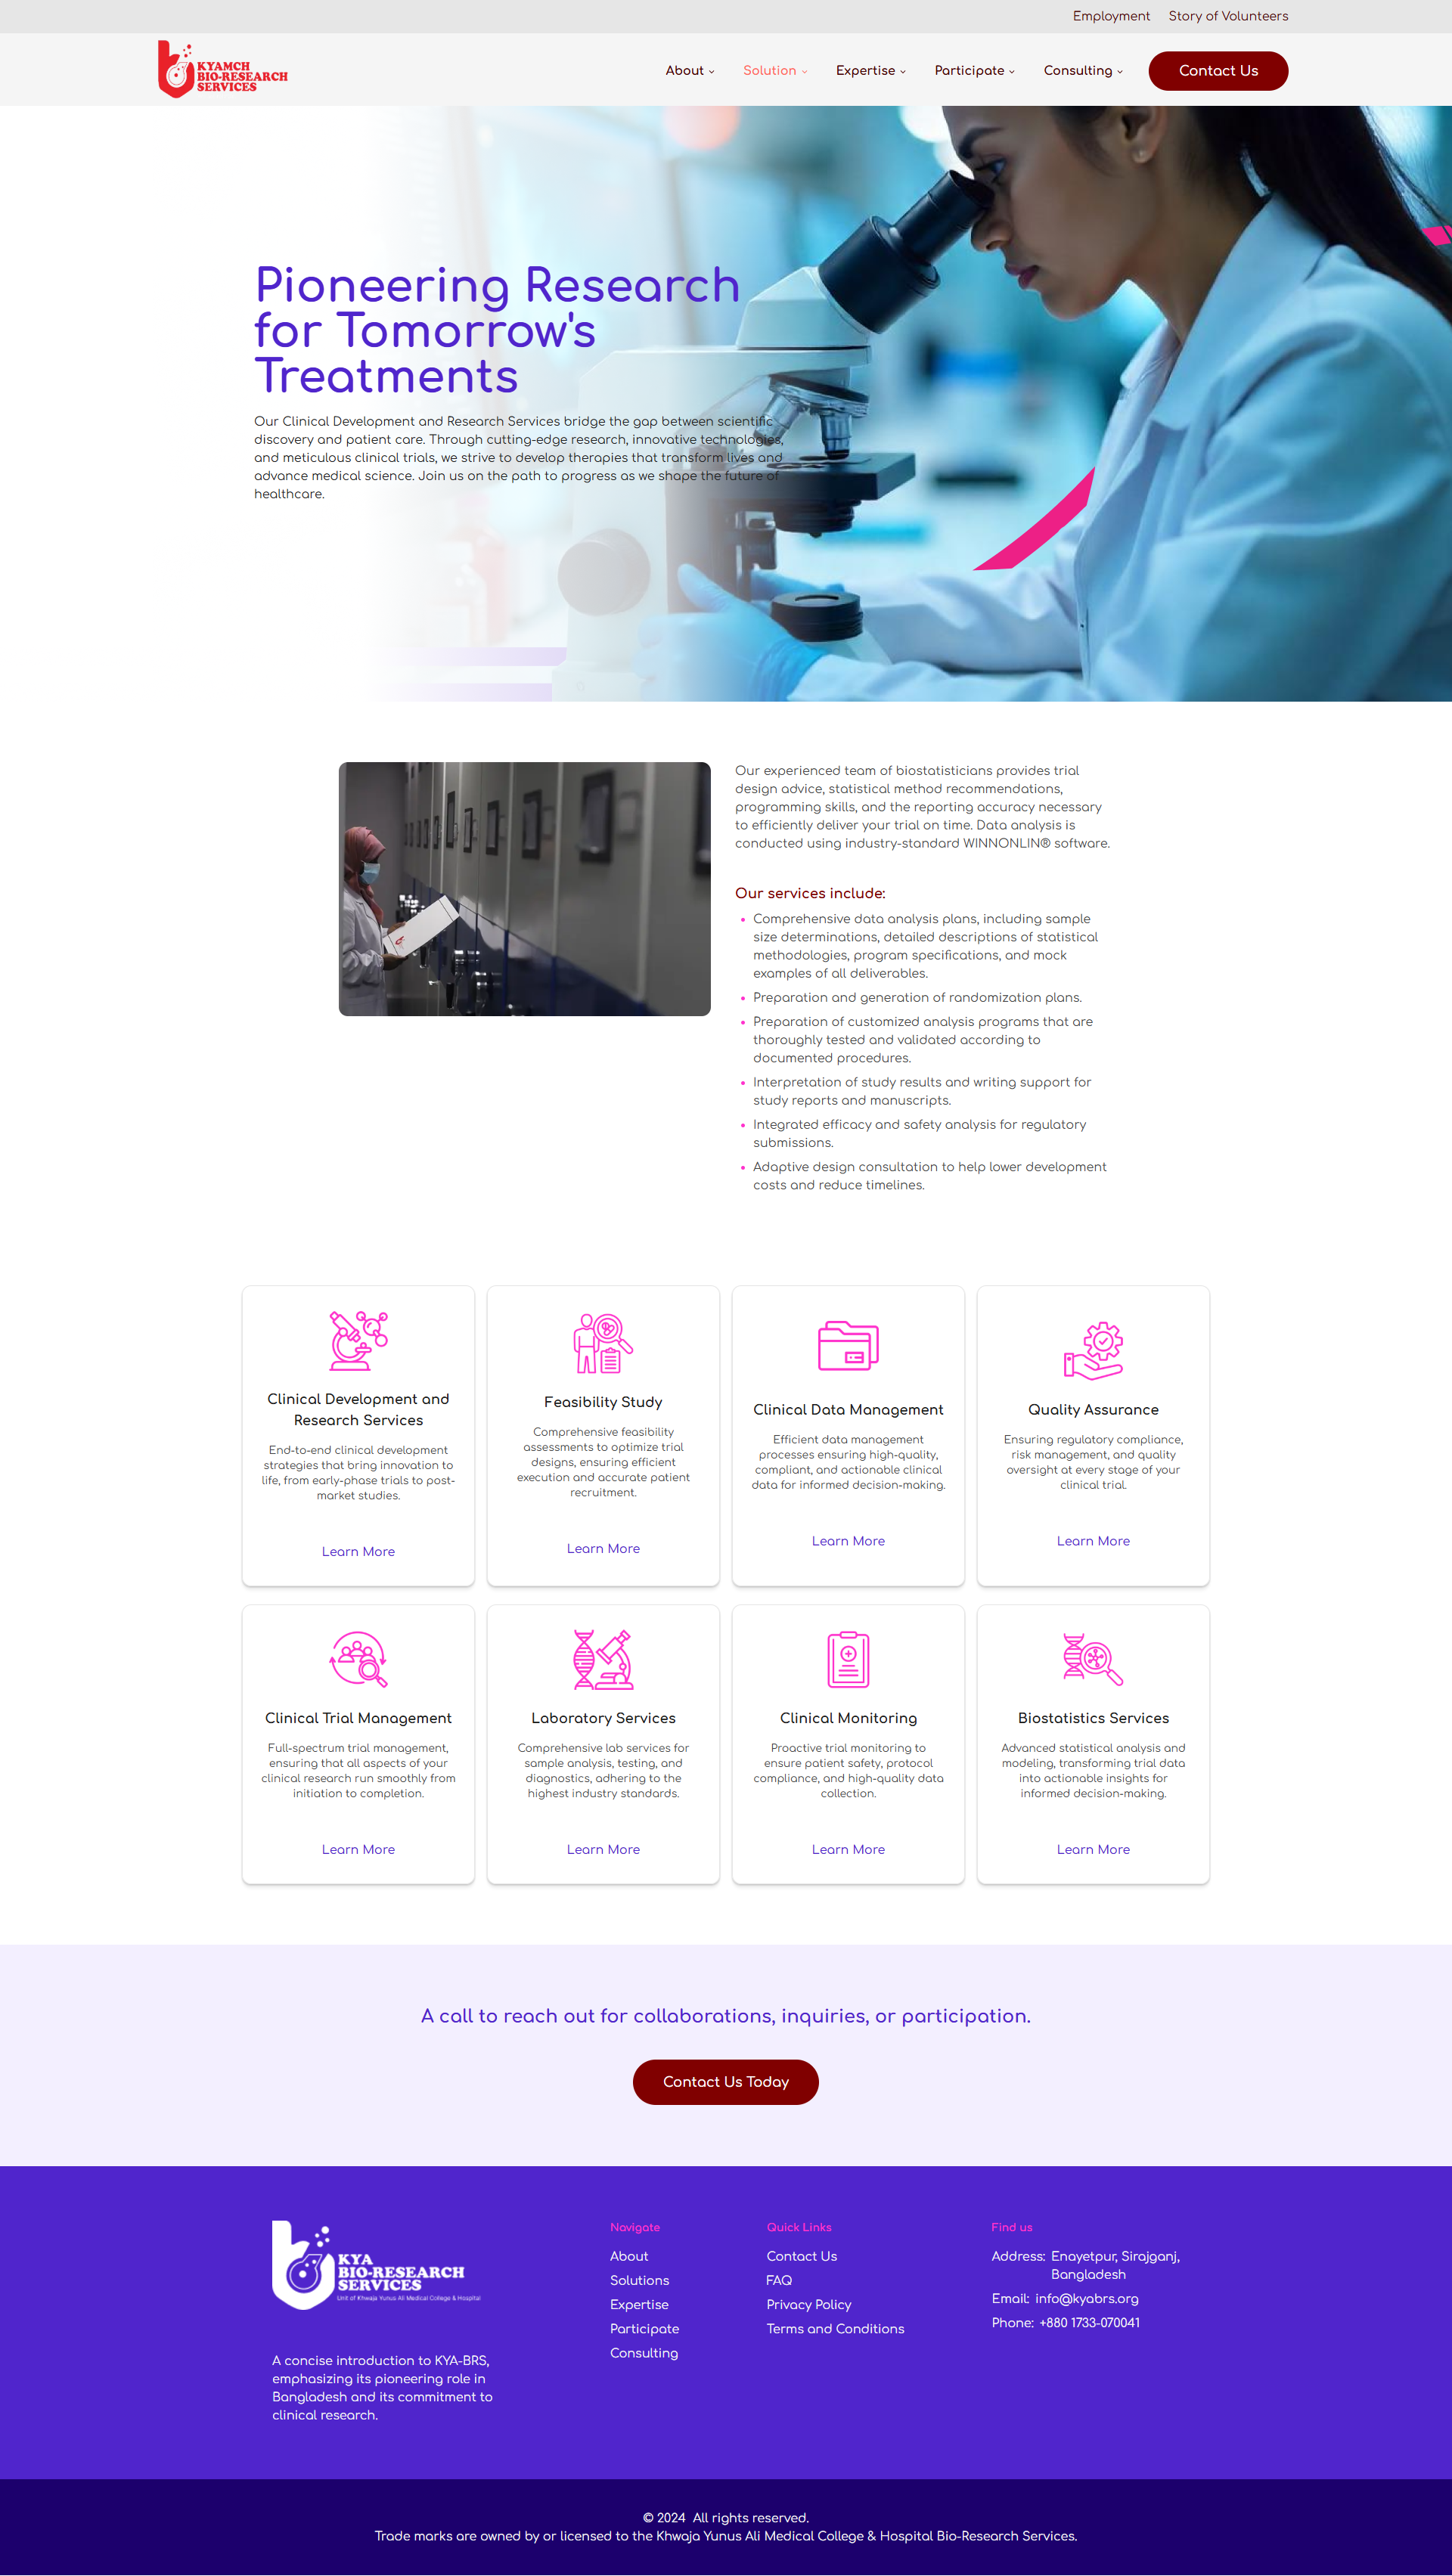 Employment Story of Volunteers
KYAMCH
BIO-RESEARCH
SERVICES
About Solution Expertise Participate Consulting Contact Us
Pioneering Research
for Tomorrow's
Treatments
Our Clinical Development and Research Services bridge the gap between scientific
discovery and patient care. Through cutting-edge research, innovative technologies,
and meticulous clinical trials, we strive to develop therapies that transform lives and
advance medical science. Join us on the path to progress as we shape the future of
healthcare.
Our experienced team of biostatisticians provides trial
design advice, statistical method recommendations,
programming skills, and the reporting accuracy necessary
to efficiently deliver your trial on time. Data analysis is
conducted using industry-standard WINNONLIN® software.
Our services include:
• Comprehensive data analysis plans, including sample
size determinations, detailed descriptions of statistical
methodologies, program specifications, and mock
examples of all deliverables.
• Preparation and generation of randomization plans.
• Preparation of customized analysis programs that are
thoroughly tested and validated according to
documented procedures.
• Interpretation of study results and writing support for
study reports and manuscripts.
• Integrated efficacy and safety analysis for regulatory
submissions.
• Adaptive design consultation to help lower development
costs and reduce timelines.
Clinical Development and
Research Services
End-to-end clinical development
strategies that bring innovation to
life, from early-phase trials to post-
market studies.
Learn More
Feasibility Study
Comprehensive feasibility
assessments to optimize trial
designs, ensuring efficient
execution and accurate patient
recruitment.
Learn More
Clinical Data Management
Efficient data management
processes ensuring high-quality,
compliant, and actionable clinical
data for informed decision-making.
Learn More
Quality Assurance
Ensuring regulatory compliance,
risk management, and quality
oversight at every stage of your
clinical trial.
Learn More
Clinical Trial Management
Full-spectrum trial management,
ensuring that all aspects of your
clinical research run smoothly from
initiation to completion.
Learn More
Laboratory Services
Comprehensive lab services for
sample analysis, testing, and
diagnostics, adhering to the
highest industry standards.
Learn More
Clinical Monitoring
Proactive trial monitoring to
ensure patient safety, protocol
compliance, and high-quality data
collection.
Learn More
Biostatistics Services
Advanced statistical analysis and
modeling, transforming trial data
into actionable insights for
informed decision-making.
Learn More
A call to reach out for collaborations, inquiries, or participation.
Contact Us Today
KYA
BIO-RESEARCH
SERVICES
Unit of Khwaja Yunus Ali Medical College & Hospital
A concise introduction to KYA-BRS,
emphasizing its pioneering role in
Bangladesh and its commitment to
clinical research.
Navigate
About
Solutions
Expertise
Participate
Consulting
Quick Links
Contact Us
FAQ
Privacy Policy
Terms and Conditions
Find us
Address: Enayetpur, Sirajganj,
Bangladesh
Email: info@kyabrs.org
Phone: +880 1733-070041
© 2024 All rights reserved.
Trade marks are owned by or licensed to the Khwaja Yunus Ali Medical College & Hospital Bio-Research Services.